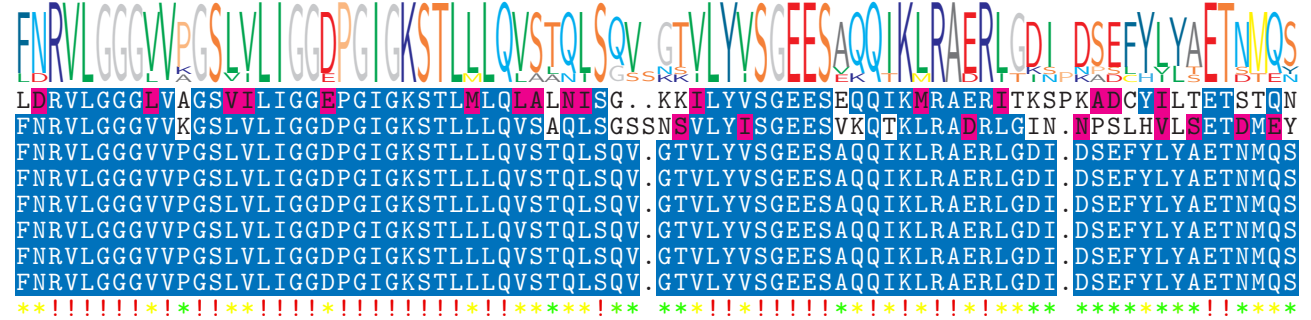 FNRVLGGGVVPGSLVLIGGDPGIGKSTLLLQVSTQLSQV GTVLYVSGEESAQQIKLRAERLGDI DSEFYLYAETNMQS
LDRVLGGGLVAGSVILIGGEPGIGKSTLMLQLALNISG..KKILYVSGEESEQQIKMRAERITKSPKADCYILTETSTQN
FNRVLGGGVVKGSLVLIGGDPGIGKSTLLLQVSAQLSGSSNSVLYISGEESVKQTKLRADRLGIN.NPSLHVLSETDMEY
FNRVLGGGVVPGSLVLIGGDPGIGKSTLLLQVSTQLSQV.GTVLYVSGEESAQQIKLRAERLGDI.DSEFYLYAETNMQS
FNRVLGGGVVPGSLVLIGGDPGIGKSTLLLQVSTQLSQV.GTVLYVSGEESAQQIKLRAERLGDI.DSEFYLYAETNMQS
FNRVLGGGVVPGSLVLIGGDPGIGKSTLLLQVSTQLSQV.GTVLYVSGEESAQQIKLRAERLGDI.DSEFYLYAETNMQS
FNRVLGGGVVPGSLVLIGGDPGIGKSTLLLQVSTQLSQV.GTVLYVSGEESAQQIKLRAERLGDI.DSEFYLYAETNMQS
FNRVLGGGVVPGSLVLIGGDPGIGKSTLLLQVSTQLSQV.GTVLYVSGEESAQQIKLRAERLGDI.DSEFYLYAETNMQS
FNRVLGGGVVPGSLVLIGGDPGIGKSTLLLQVSTQLSQV.GTVLYVSGEESAQQIKLRAERLGDI.DSEFYLYAETNMQS
**!!!!!!*!*!!**!!!!*!!!!!!!!*!!*****!** ***!!*!!!!!**!*!*!!*!**** ********!!****